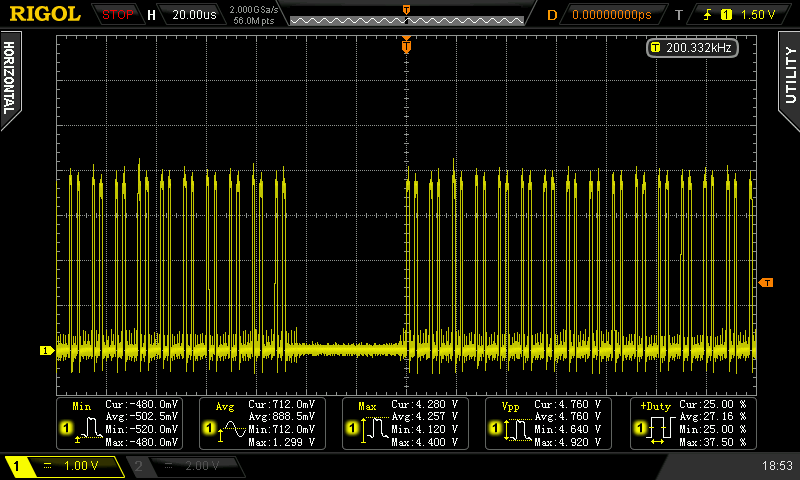 RIGOL STOP H 20.00us 2.000GSa/s 56.0M pts T D 0.00000000ps T 1 1.50 V
HORIZONTAL
UTILITY
T
T 200.332kHz
T
1
Min Cur:-480.0mV
Avg:-502.5mV
1 Min:-520.0mV
Max:-480.0mV
Avg Cur:712.0mV
Avg:888.5mV
1 Min:712.0mV
Max:1.299 V
Max Cur:4.280 V
Avg:4.257 V
1 Min:4.120 V
Max:4.400 V
Vpp Cur:4.760 V
Avg:4.760 V
1 Min:4.640 V
Max:4.920 V
+Duty Cur:25.00 %
Avg:27.16 %
1 Min:25.00 %
Max:37.50 %
1 1.00 V 2 2.00 V 18:53